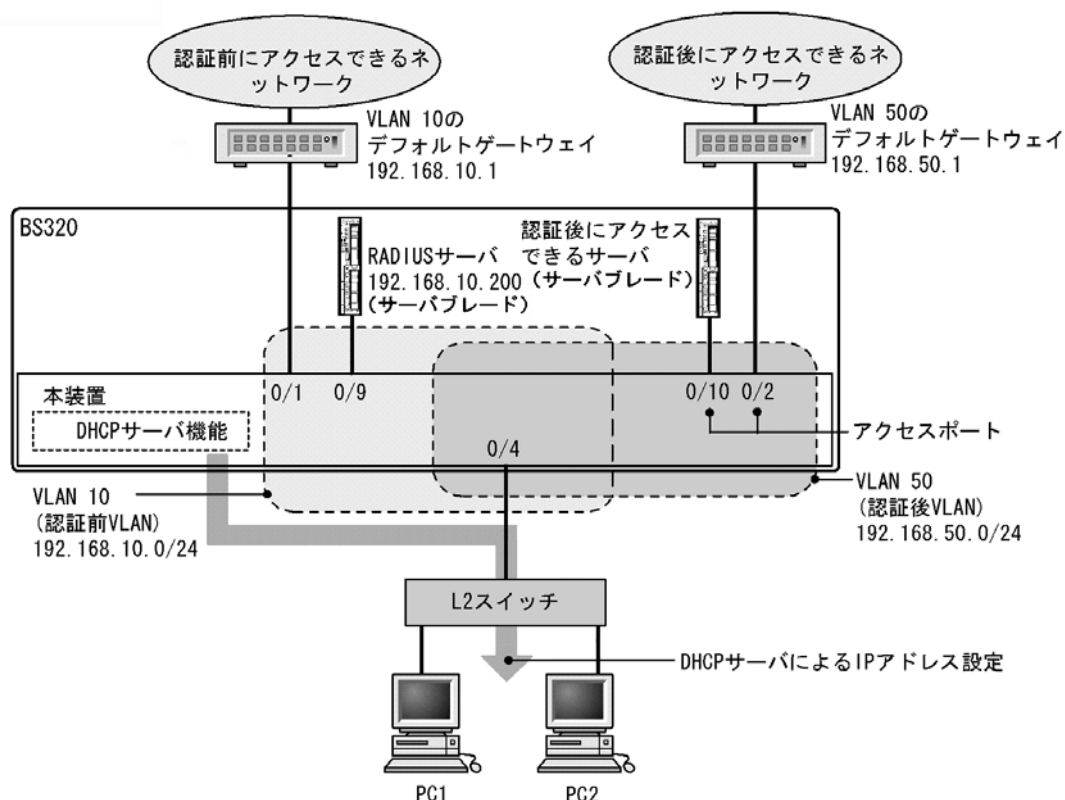 認証前にアクセスできるネ
ットワーク
認証後にアクセスできるネ
ットワーク
VLAN 10の
デフォルトゲートウェイ
192.168.10.1
VLAN 50の
デフォルトゲートウェイ
192.168.50.1
BS320
RADIUSサーバ
192.168.10.200
(サーバブレード)
認証後にアクセス
できるサーバ
(サーバブレード)
本装置
DHCPサーバ機能
0/1
0/9
0/10
0/2
0/4
アクセスポート
VLAN 10
(認証前VLAN)
192.168.10.0/24
VLAN 50
(認証後VLAN)
192.168.50.0/24
L2スイッチ
DHCPサーバによるIPアドレス設定
PC1
PC2